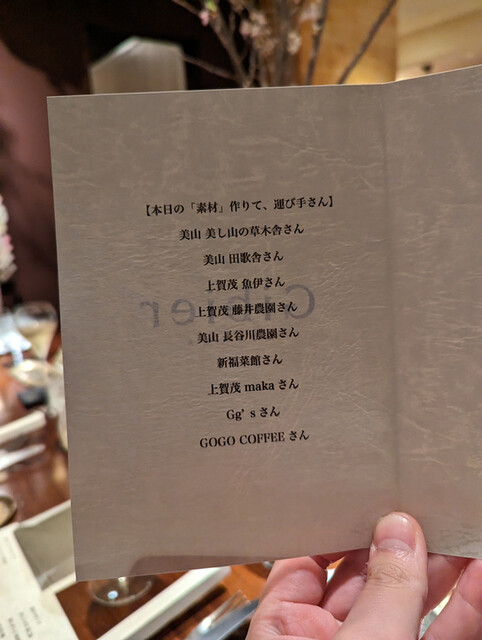 【本日の「素材」作りて、運び手さん】
美山 美し山の草木舎さん
美山 田歌舎さん
上賀茂 魚伊さん
上賀茂 藤井農園さん
美山 長谷川農園さん
新福菜館さん
上賀茂 maka さん
Gg’s さん
GOGO COFFEE さん
Gibier